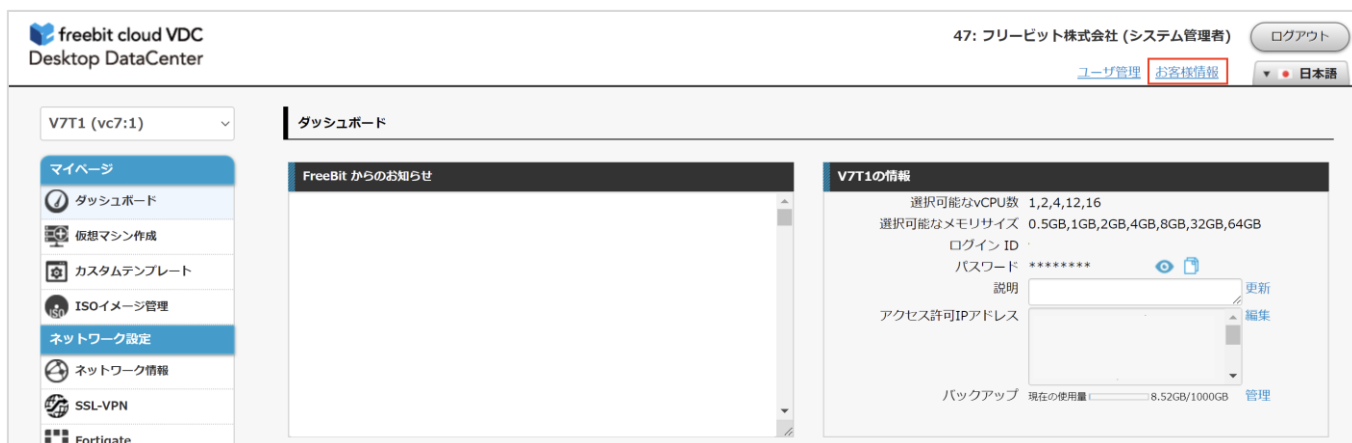 freebit cloud VDC
Desktop DataCenter
47: フリービット株式会社 (システム管理者)
ログアウト
ユーザ管理 お客様情報
日本語
V7T1 (vc7:1)
ダッシュボード
マイページ
ダッシュボード
仮想マシン作成
カスタムテンプレート
ISOイメージ管理
ネットワーク設定
ネットワーク情報
SSL-VPN
Fortigate
FreeBit からのお知らせ
V7T1の情報
選択可能なvCPU数 1,2,4,12,16
選択可能なメモリサイズ 0.5GB,1GB,2GB,4GB,8GB,32GB,64GB
ログイン ID
パスワード ********
説明 更新
アクセス許可IPアドレス 編集
バックアップ 現在の使用量 8.52GB/1000GB 管理